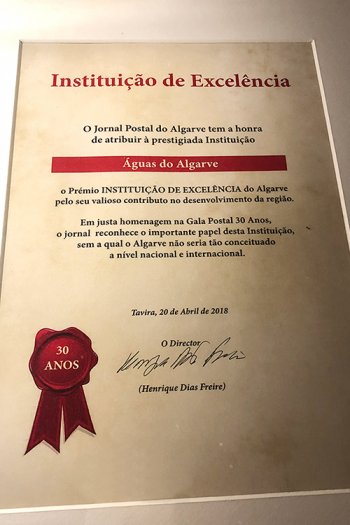 Instituição de Excelência
O Jornal Postal do Algarve tem a honra
de atribuir à prestigiada Instituição
Águas do Algarve
o Prémio INSTITUIÇÃO DE EXCELÊNCIA do Algarve
pelo seu valioso contributo no desenvolvimento da região.
Em justa homenagem na Gala Postal 30 Anos,
o jornal reconhece o importante papel desta Instituição,
sem a qual o Algarve não seria tão conceituado
a nível nacional e internacional.
Tavira, 20 de Abril de 2018
O Director
(Henrique Dias Freire)
30
ANOS